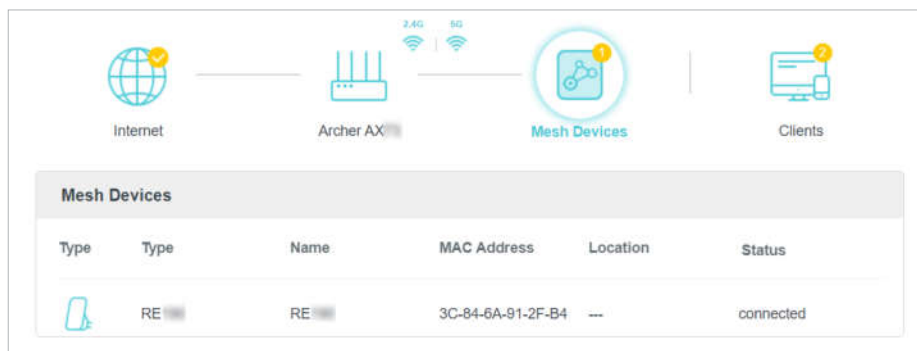 2.4G 5G
1
2
Internet
Archer AX
Mesh Devices
Clients
Mesh Devices
Type Type Name MAC Address Location Status
RE RE 3C-84-6A-91-2F-B4 --- connected